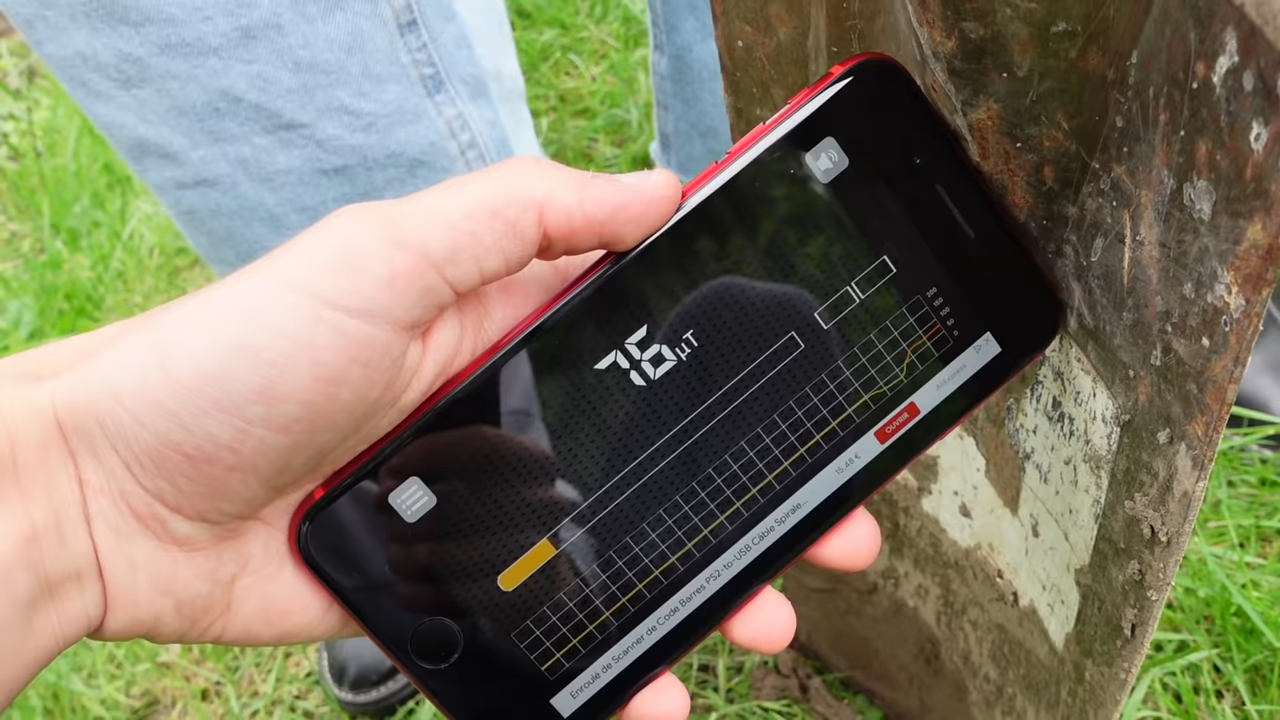 76 µT
200
150
100
50
0
AliExpress
OUVRIR
15,48 €
Enroulé de Scanner de Code Barres PS2-to-USB Câble Spirale...